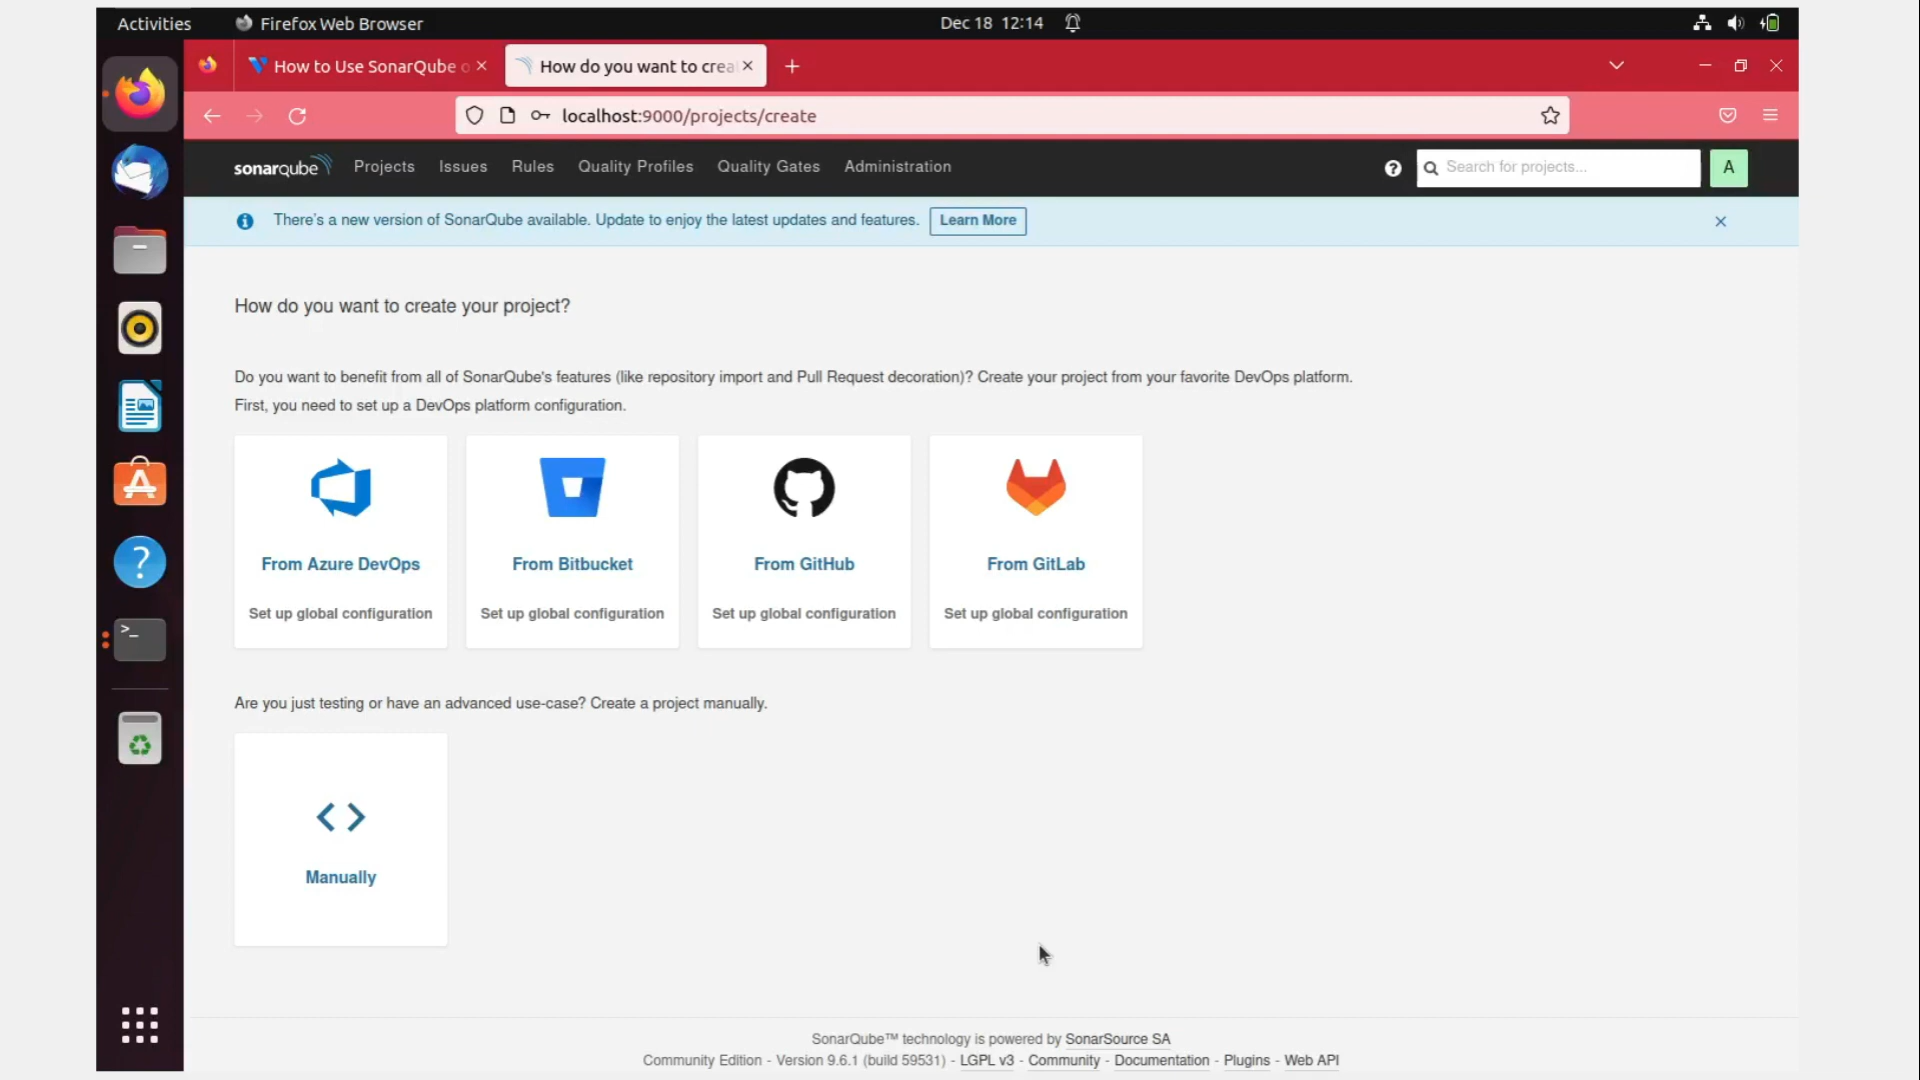 Activities
Firefox Web Browser
Dec 18 12:14
How to Use SonarQube o
How do you want to crea
localhost:9000/projects/create
sonarqube
Projects
Issues
Rules
Quality Profiles
Quality Gates
Administration
Search for projects...
A
There's a new version of SonarQube available. Update to enjoy the latest updates and features.
Learn More
How do you want to create your project?
Do you want to benefit from all of SonarQube's features (like repository import and Pull Request decoration)? Create your project from your favorite DevOps platform.
First, you need to set up a DevOps platform configuration.
From Azure DevOps
Set up global configuration
From Bitbucket
Set up global configuration
From GitHub
Set up global configuration
From GitLab
Set up global configuration
Are you just testing or have an advanced use-case? Create a project manually.
Manually
SonarQube™ technology is powered by SonarSource SA
Community Edition - Version 9.6.1 (build 59531) - LGPL v3 - Community - Documentation - Plugins - Web API